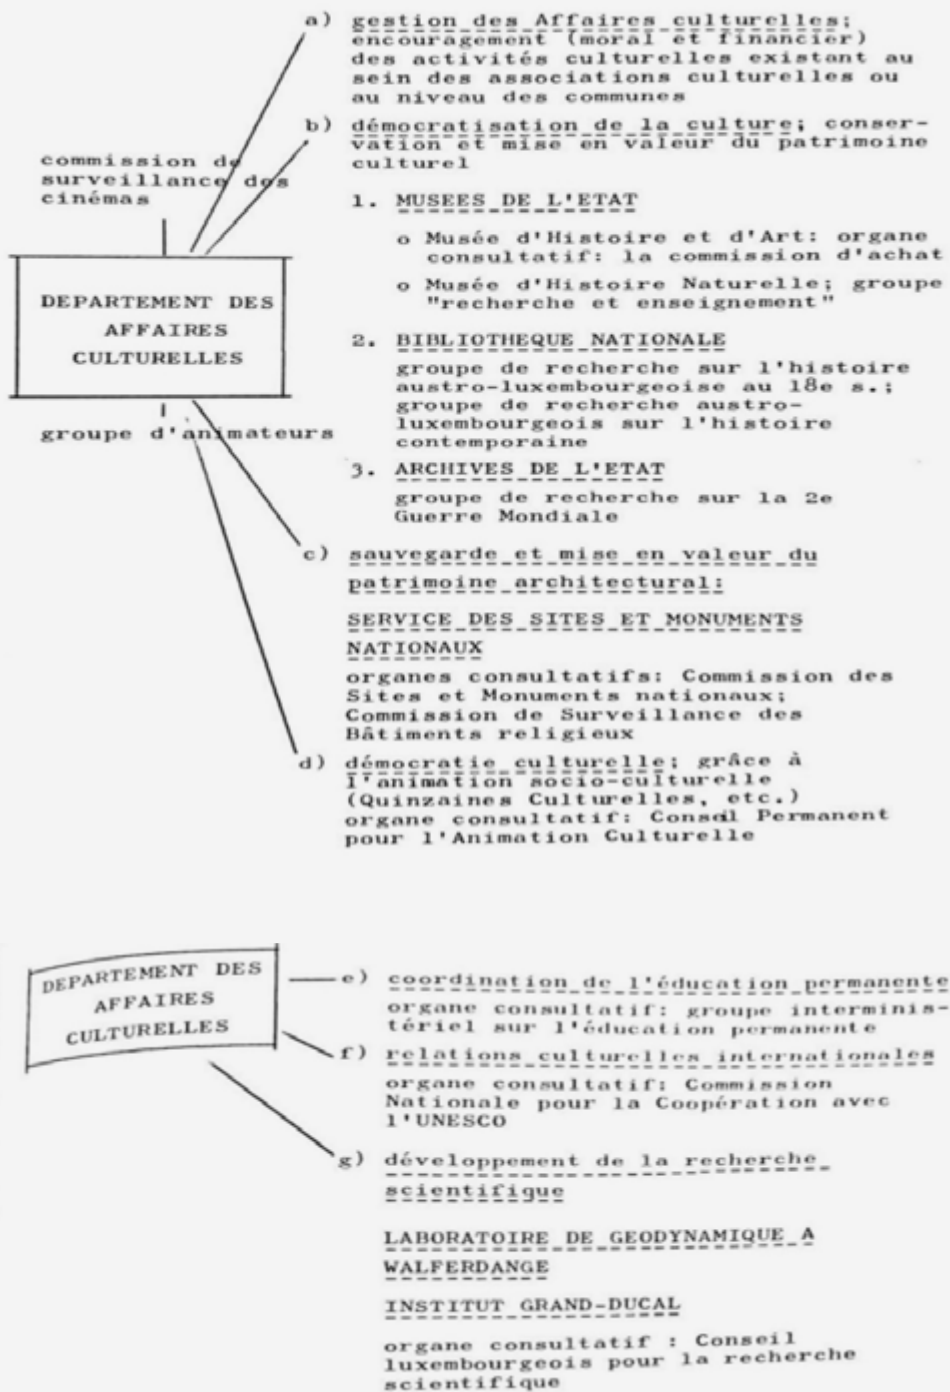 a) gestion des Affaires culturelles;
encouragement (moral et financier)
des activités culturelles existant au
sein des associations culturelles ou
au niveau des communes
b) démocratisation de la culture; conser-
vation et mise en valeur du patrimoine
culturel
commission de
surveillance des
cinémas
1. MUSEES DE L'ETAT
o Musée d'Histoire et d'Art: organe
consultatif: la commission d'achat
o Musée d'Histoire Naturelle; groupe
"recherche et enseignement"
DEPARTEMENT DES
AFFAIRES
CULTURELLES
2. BIBLIOTHEQUE NATIONALE
groupe de recherche sur l'histoire
austro-luxembourgeoise au 18e s.;
groupe de recherche austro-
luxembourgeois sur l'histoire
contemporaine
groupe d'animateurs
3. ARCHIVES DE L'ETAT
groupe de recherche sur la 2e
Guerre Mondiale
c) sauvegarde et mise en valeur du
patrimoine architectural:
SERVICE DES SITES ET MONUMENTS
NATIONAUX
organes consultatifs: Commission des
Sites et Monuments nationaux;
Commission de Surveillance des
Bâtiments religieux
d) démocratie culturelle; grâce à
l'animation socio-culturelle
(Quinzaines Culturelles, etc.)
organe consultatif: Conseil Permanent
pour l'Animation Culturelle
DEPARTEMENT DES
AFFAIRES
CULTURELLES
e) coordination de l'éducation permanente
organe consultatif: groupe interminis-
tériel sur l'éducation permanente
f) relations culturelles internationales
organe consultatif: Commission
Nationale pour la Coopération avec
l'UNESCO
g) développement de la recherche
scientifique
LABORATOIRE DE GEODYNAMIQUE A
WALFERDANGE
INSTITUT GRAND-DUCAL
organe consultatif : Conseil
luxembourgeois pour la recherche
scientifique